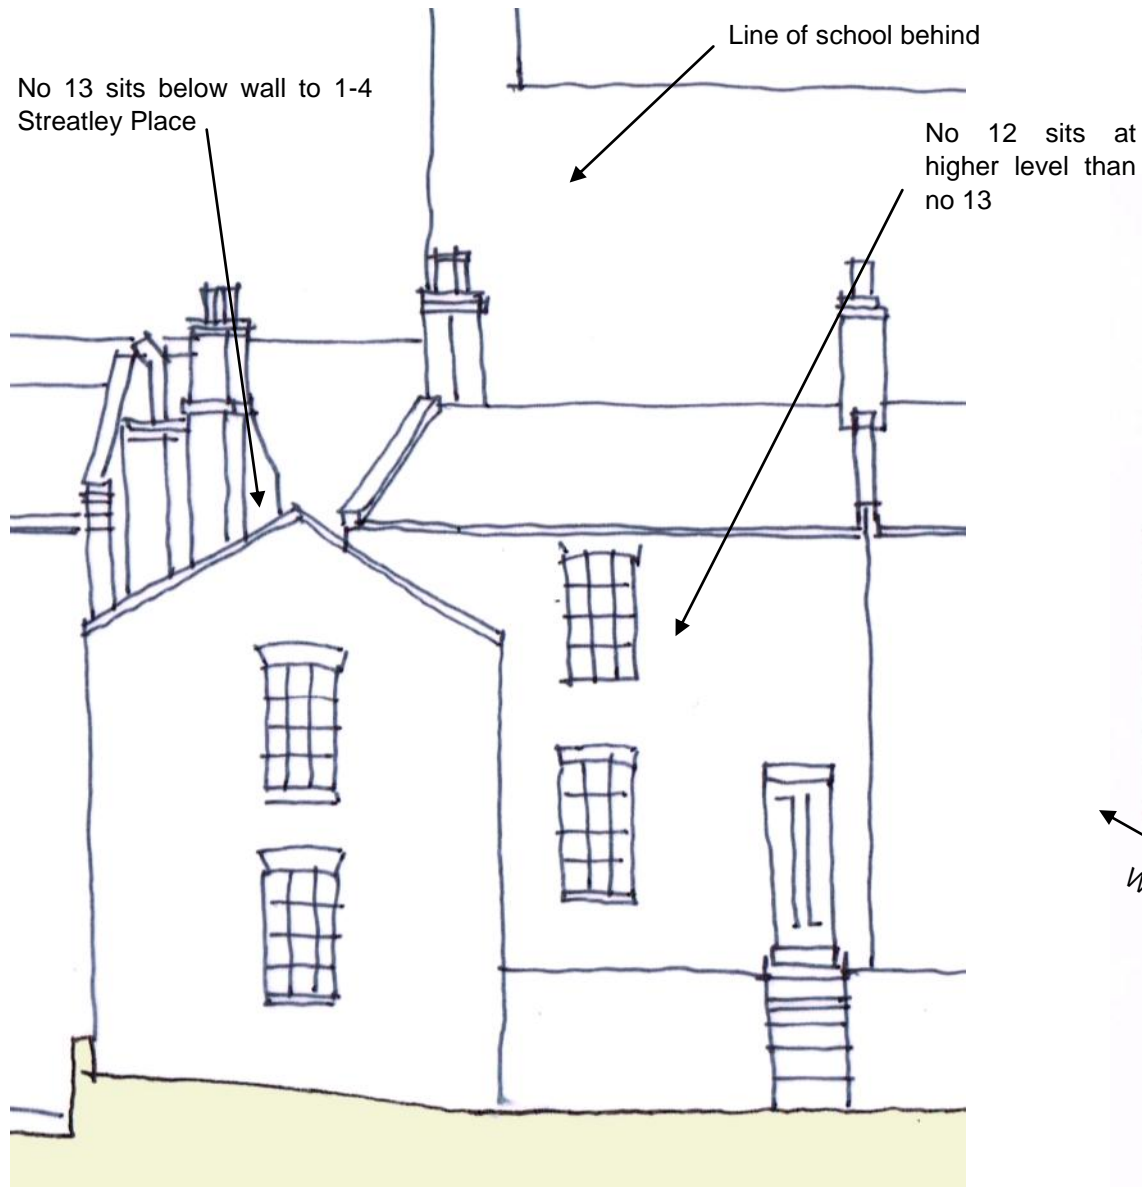 Line of school behind
No 13 sits below wall to 1-4
Streatley Place
No 12 sits at
higher level than
no 13